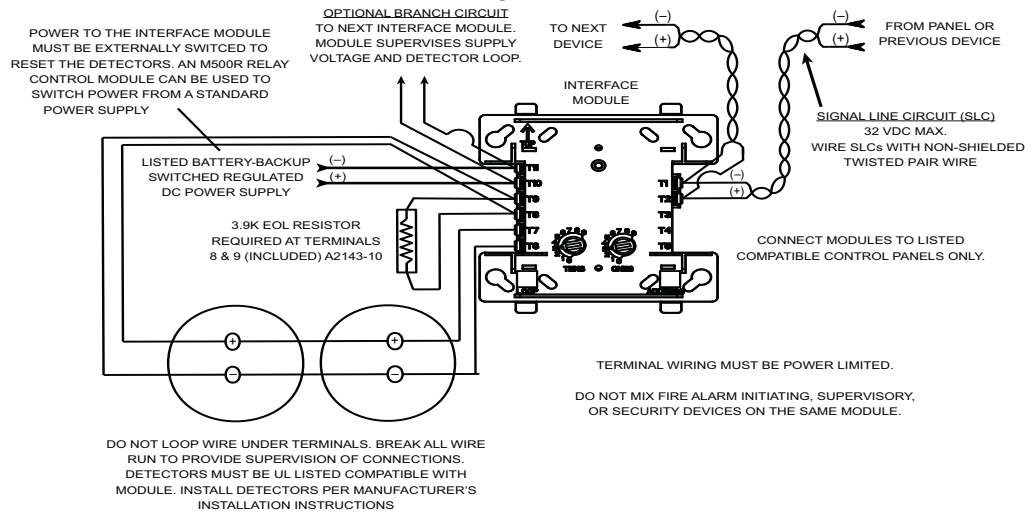 POWER TO THE INTERFACE MODULE
MUST BE EXTERNALLY SWITCED TO
RESET THE DETECTORS. AN M500R RELAY
CONTROL MODULE CAN BE USED TO
SWITCH POWER FROM A STANDARD
POWER SUPPLY
OPTIONAL BRANCH CIRCUIT
TO NEXT INTERFACE MODULE.
MODULE SUPERVISES SUPPLY
VOLTAGE AND DETECTOR LOOP.
TO NEXT
DEVICE
(–)
(+)
(–)
(+)
FROM PANEL OR
PREVIOUS DEVICE
INTERFACE
MODULE
SIGNAL LINE CIRCUIT (SLC)
32 VDC MAX.
WIRE SLCs WITH NON-SHIELDED
TWISTED PAIR WIRE
LISTED BATTERY-BACKUP
SWITCHED REGULATED
DC POWER SUPPLY
(–)
(+)
T11
T10
T9
T8
T7
T6
T1
T2
T3
T4
T5
(–)
(+)
TENS
ONES
LOOP
3.9K EOL RESISTOR
REQUIRED AT TERMINALS
8 & 9 (INCLUDED) A2143-10
CONNECT MODULES TO LISTED
COMPATIBLE CONTROL PANELS ONLY.
+
+
–
–
TERMINAL WIRING MUST BE POWER LIMITED.
DO NOT MIX FIRE ALARM INITIATING, SUPERVISORY,
OR SECURITY DEVICES ON THE SAME MODULE.
DO NOT LOOP WIRE UNDER TERMINALS. BREAK ALL WIRE
RUN TO PROVIDE SUPERVISION OF CONNECTIONS.
DETECTORS MUST BE UL LISTED COMPATIBLE WITH
MODULE. INSTALL DETECTORS PER MANUFACTURER'S
INSTALLATION INSTRUCTIONS